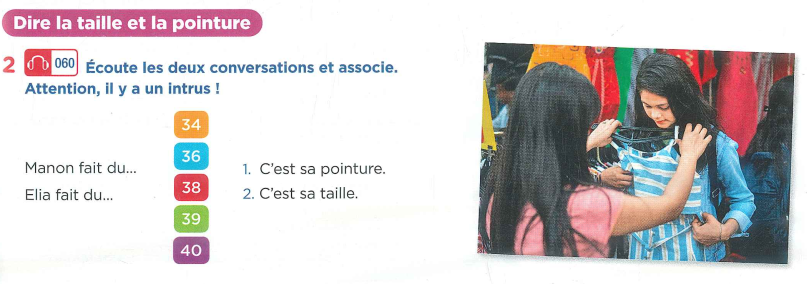 Dire la taille et la pointure
2 060 Écoute les deux conversations et associe.
Attention, il y a un intrus !
34
36
Manon fait du...
1. C'est sa pointure.
38
Elia fait du...
2. C'est sa taille.
39
40